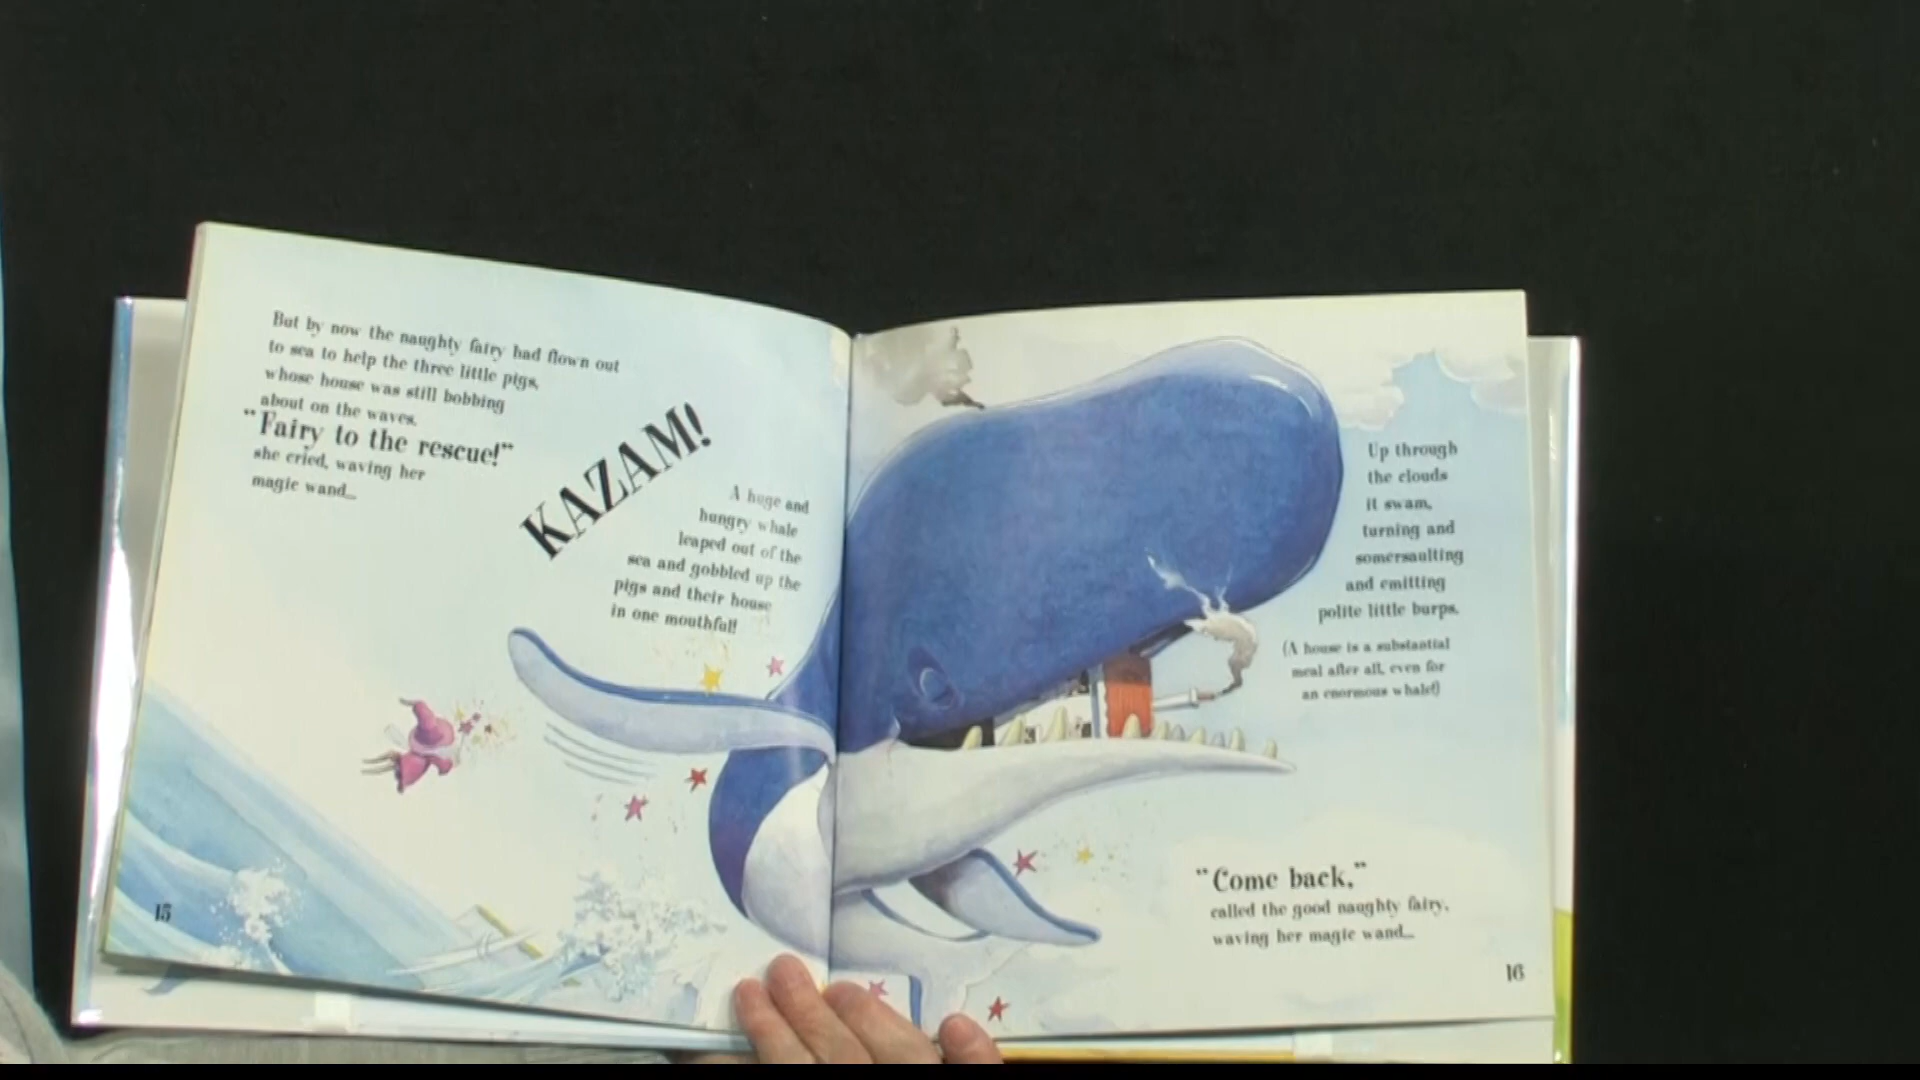 But by now the naughty fairy had flown out
to sea to help the three little pigs,
whose house was still bobbing
about on the waves.
"Fairy to the rescue!"
she cried, waving her
magic wand...
KAZAM!
A huge and
hungry whale
leaped out of the
sea and gobbled up the
pigs and their house
in one mouthful!
15
Up through
the clouds
it swam,
turning and
somersaulting
and emitting
polite little burps.
(A house is a substantial
meal after all, even for
an enormous whale!)
"Come back,"
called the good naughty fairy,
waving her magic wand...
16